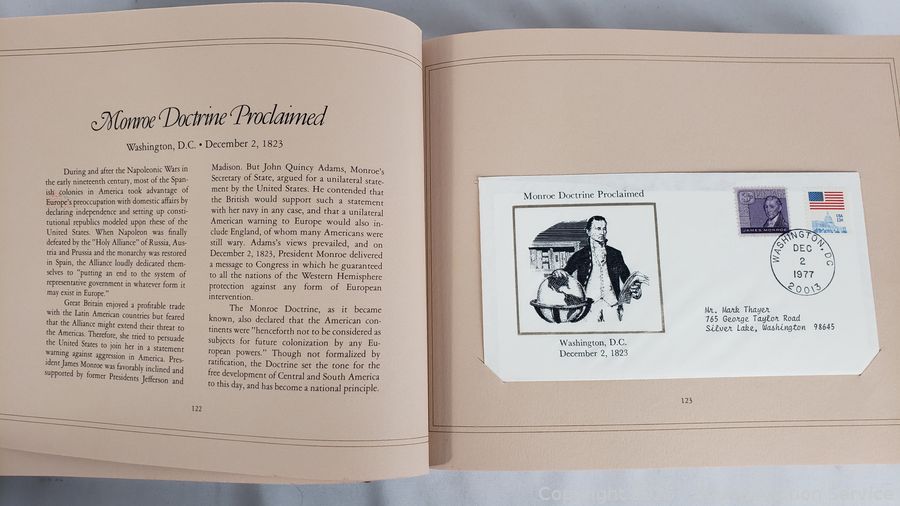 Monroe Doctrine Proclaimed
Washington, D.C. • December 2, 1823
During and after the Napoleonic Wars in
the early nineteenth century, most of the Span-
ish colonies in America took advantage of
Europe's preoccupation with domestic affairs by
declaring independence and setting up consti-
tutional republics modeled upon these of the
United States. When Napoleon was finally
defeated by the "Holy Alliance" of Russia, Aus-
tria and Prussia and the monarchy was restored
in Spain, the Alliance loudly dedicated them-
selves to "putting an end to the system of
representative government in whatever form it
may exist in Europe."
Great Britain enjoyed a profitable trade
with the Latin American countries but feared
that the Alliance might extend their threat to
the Americas. Therefore, she tried to persuade
the United States to join her in a statement
warning against aggression in America. Pres-
ident James Monroe was favorably inclined and
supported by former Presidents Jefferson and
Madison. But John Quincy Adams, Monroe's
Secretary of State, argued for a unilateral state-
ment by the United States. He contended that
the British would support such a statement
with her navy in any case, and that a unilateral
American warning to Europe would also in-
clude England, of whom many Americans were
still wary. Adams's views prevailed, and on
December 2, 1823, President Monroe delivered
a message to Congress in which he guaranteed
to all the nations of the Western Hemisphere
protection against any form of European
intervention.
The Monroe Doctrine, as it became
known, also declared that the American con-
tinents were "henceforth not to be considered as
subjects for future colonization by any Eu-
ropean powers." Though not formalized by
ratification, the Doctrine set the tone for the
free development of Central and South America
to this day, and has become a national principle.
122
Monroe Doctrine Proclaimed
Washington, D.C.
December 2, 1823
JAMES MONROE
USA
13c
WASHINGTON, DC
DEC
2
1977
20013
Mr. Mark Thayer
765 George Taylor Road
Silver Lake, Washington 98645
123
Copyright
Service